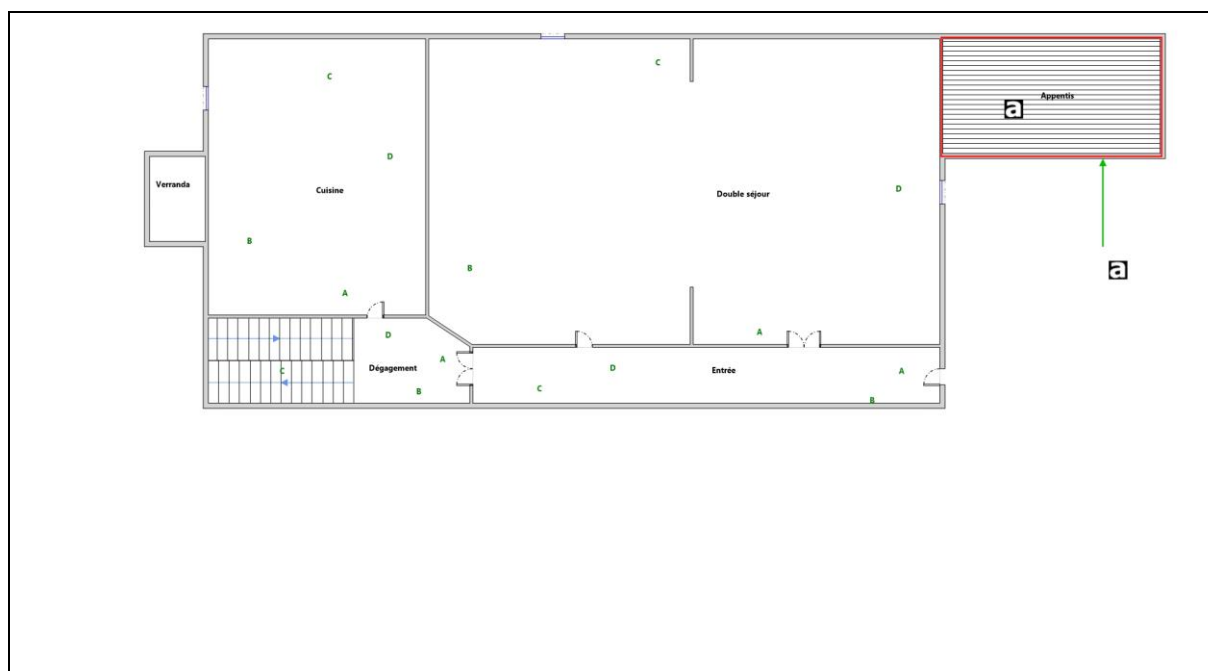 C
C
Appentis
a
D
Verranda
Cuisine
Double séjour
D
B
B
a
A
D
A
A
C
Dégagement
D
Entrée
A
B
C
B